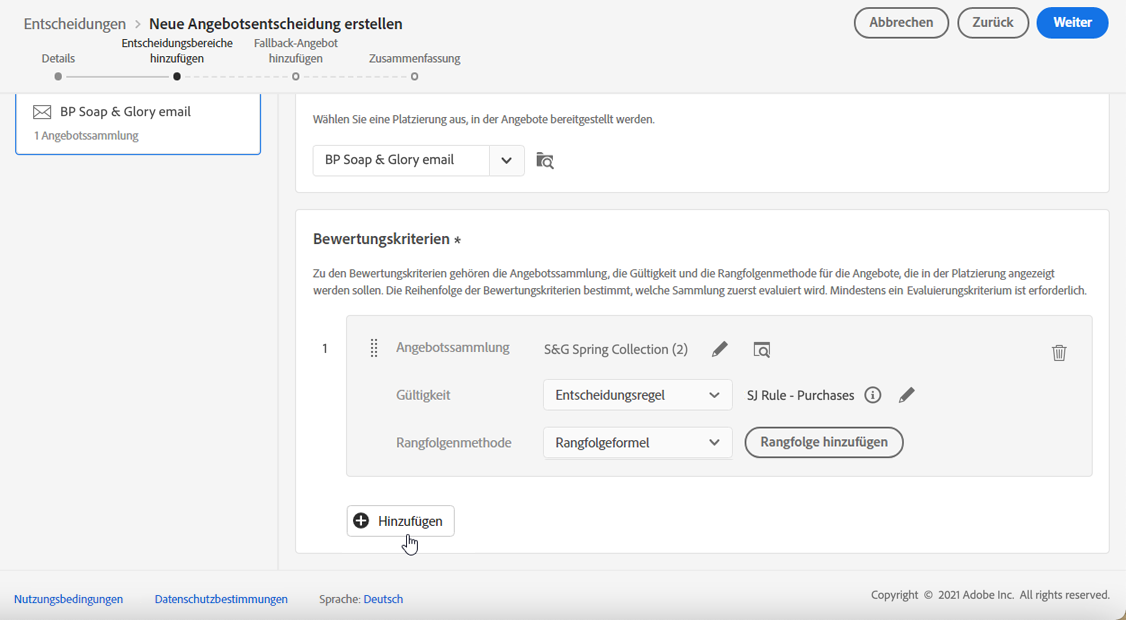 Entscheidungen > Neue Angebotsentscheidung erstellen
Abbrechen
Zurück
Weiter
Details
Entscheidungsbereiche
hinzufügen
Fallback-Angebot
hinzufügen
Zusammenfassung
BP Soap & Glory email
1 Angebotssammlung
Wählen Sie eine Platzierung aus, in der Angebote bereitgestellt werden.
BP Soap & Glory email
Bewertungskriterien *
Zu den Bewertungskriterien gehören die Angebotssammlung, die Gültigkeit und die Rangfolgenmethode für die Angebote, die in der Platzierung angezeigt
werden sollen. Die Reihenfolge der Bewertungskriterien bestimmt, welche Sammlung zuerst evaluiert wird. Mindestens ein Evaluierungskriterium ist erforderlich.
1
Angebotssammlung S&G Spring Collection (2)
Gültigkeit Entscheidungsregel SJ Rule - Purchases
Rangfolgenmethode Rangfolgeformel Rangfolge hinzufügen
Hinzufügen
Nutzungsbedingungen Datenschutzbestimmungen Sprache: Deutsch
Copyright © 2021 Adobe Inc. All rights reserved.